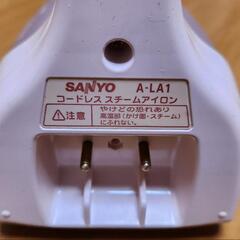 SANYO A-LA1
コードレス スチームアイロン
⚠注意 やけどの恐れあり
高温部(かけ面・スチーム)
にふれない。